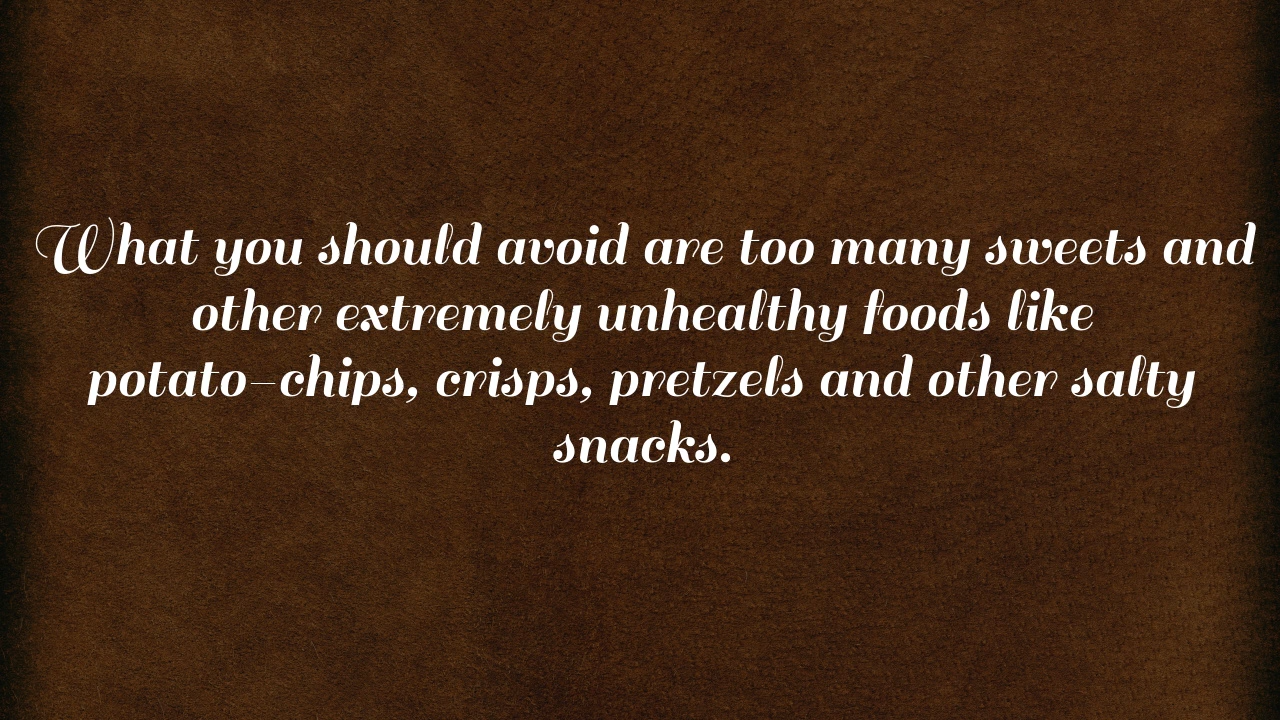 What you should avoid are too many sweets and
other extremely unhealthy foods like
potato-chips, crisps, pretzels and other salty
snacks.